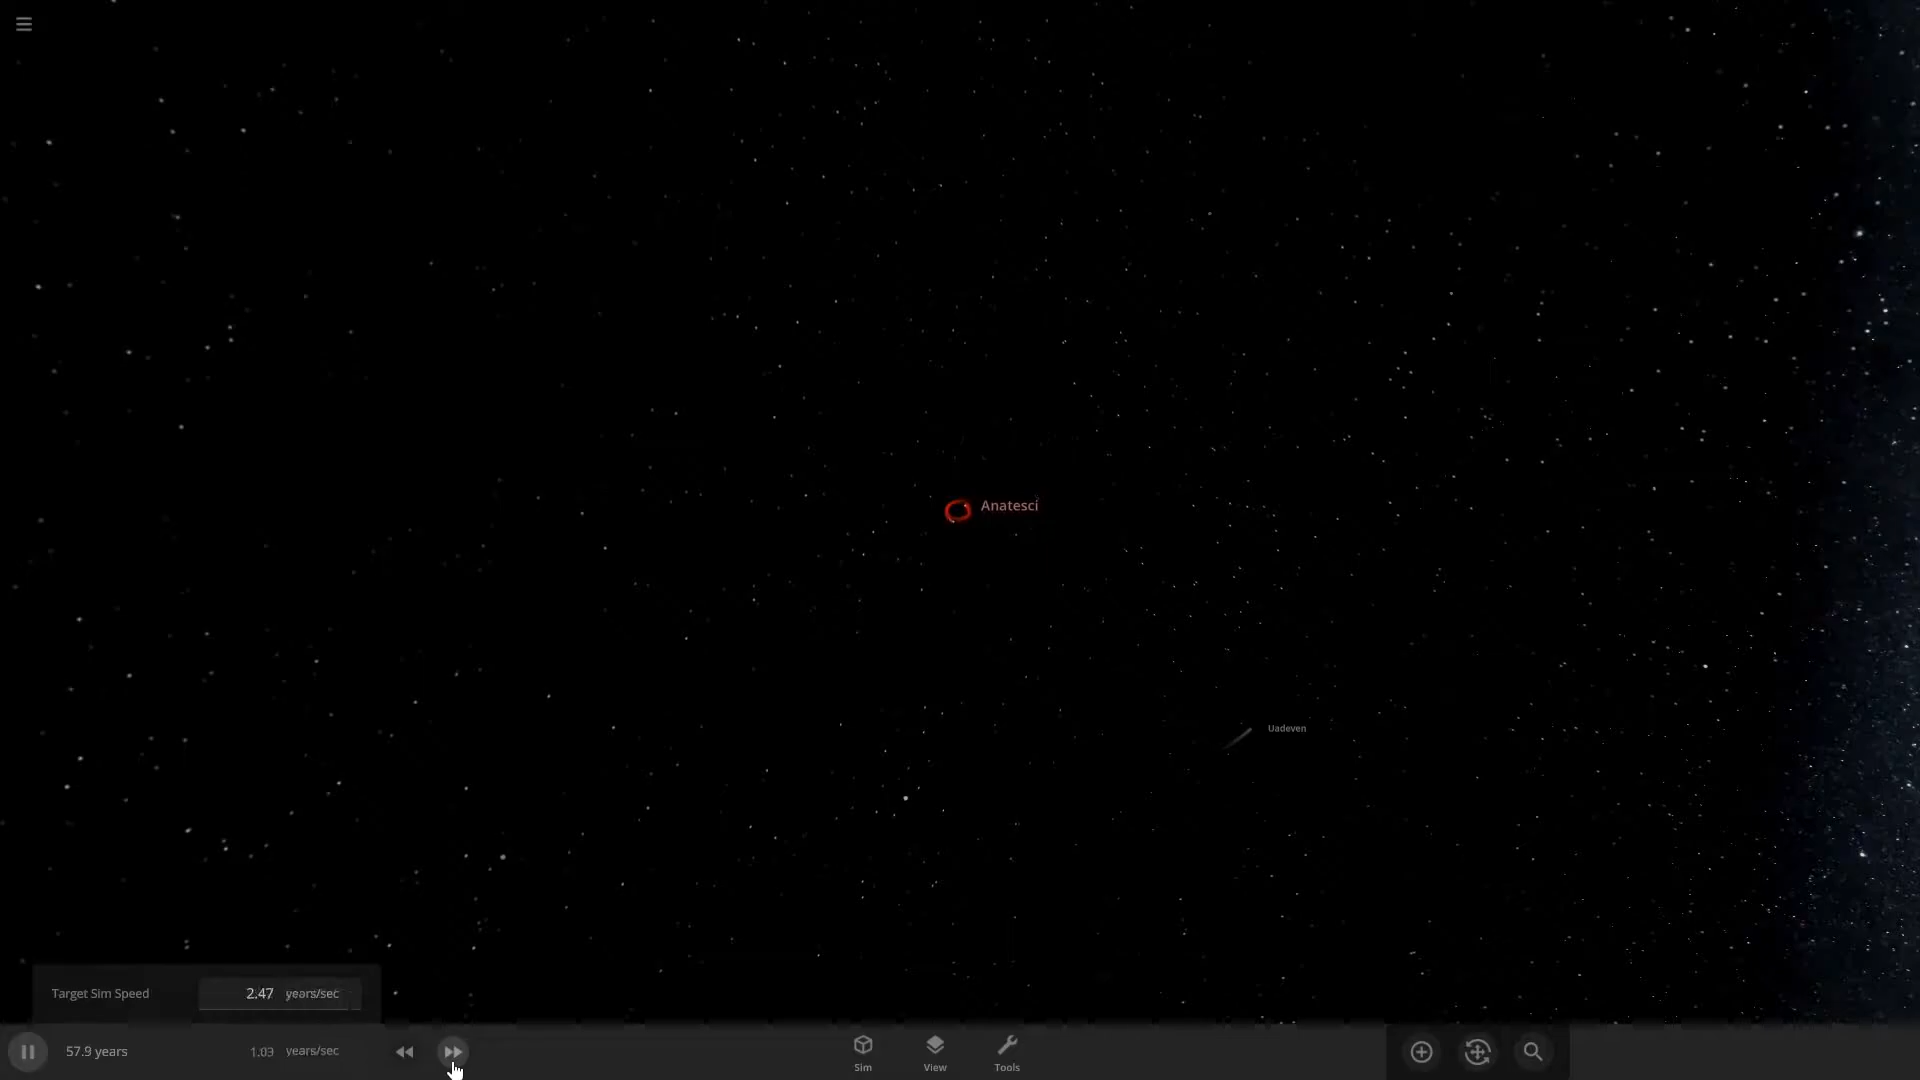 Anatesci
Uadeven
Target Sim Speed 2.47 years/sec
57.9 years 1.03 years/sec
Sim View Tools